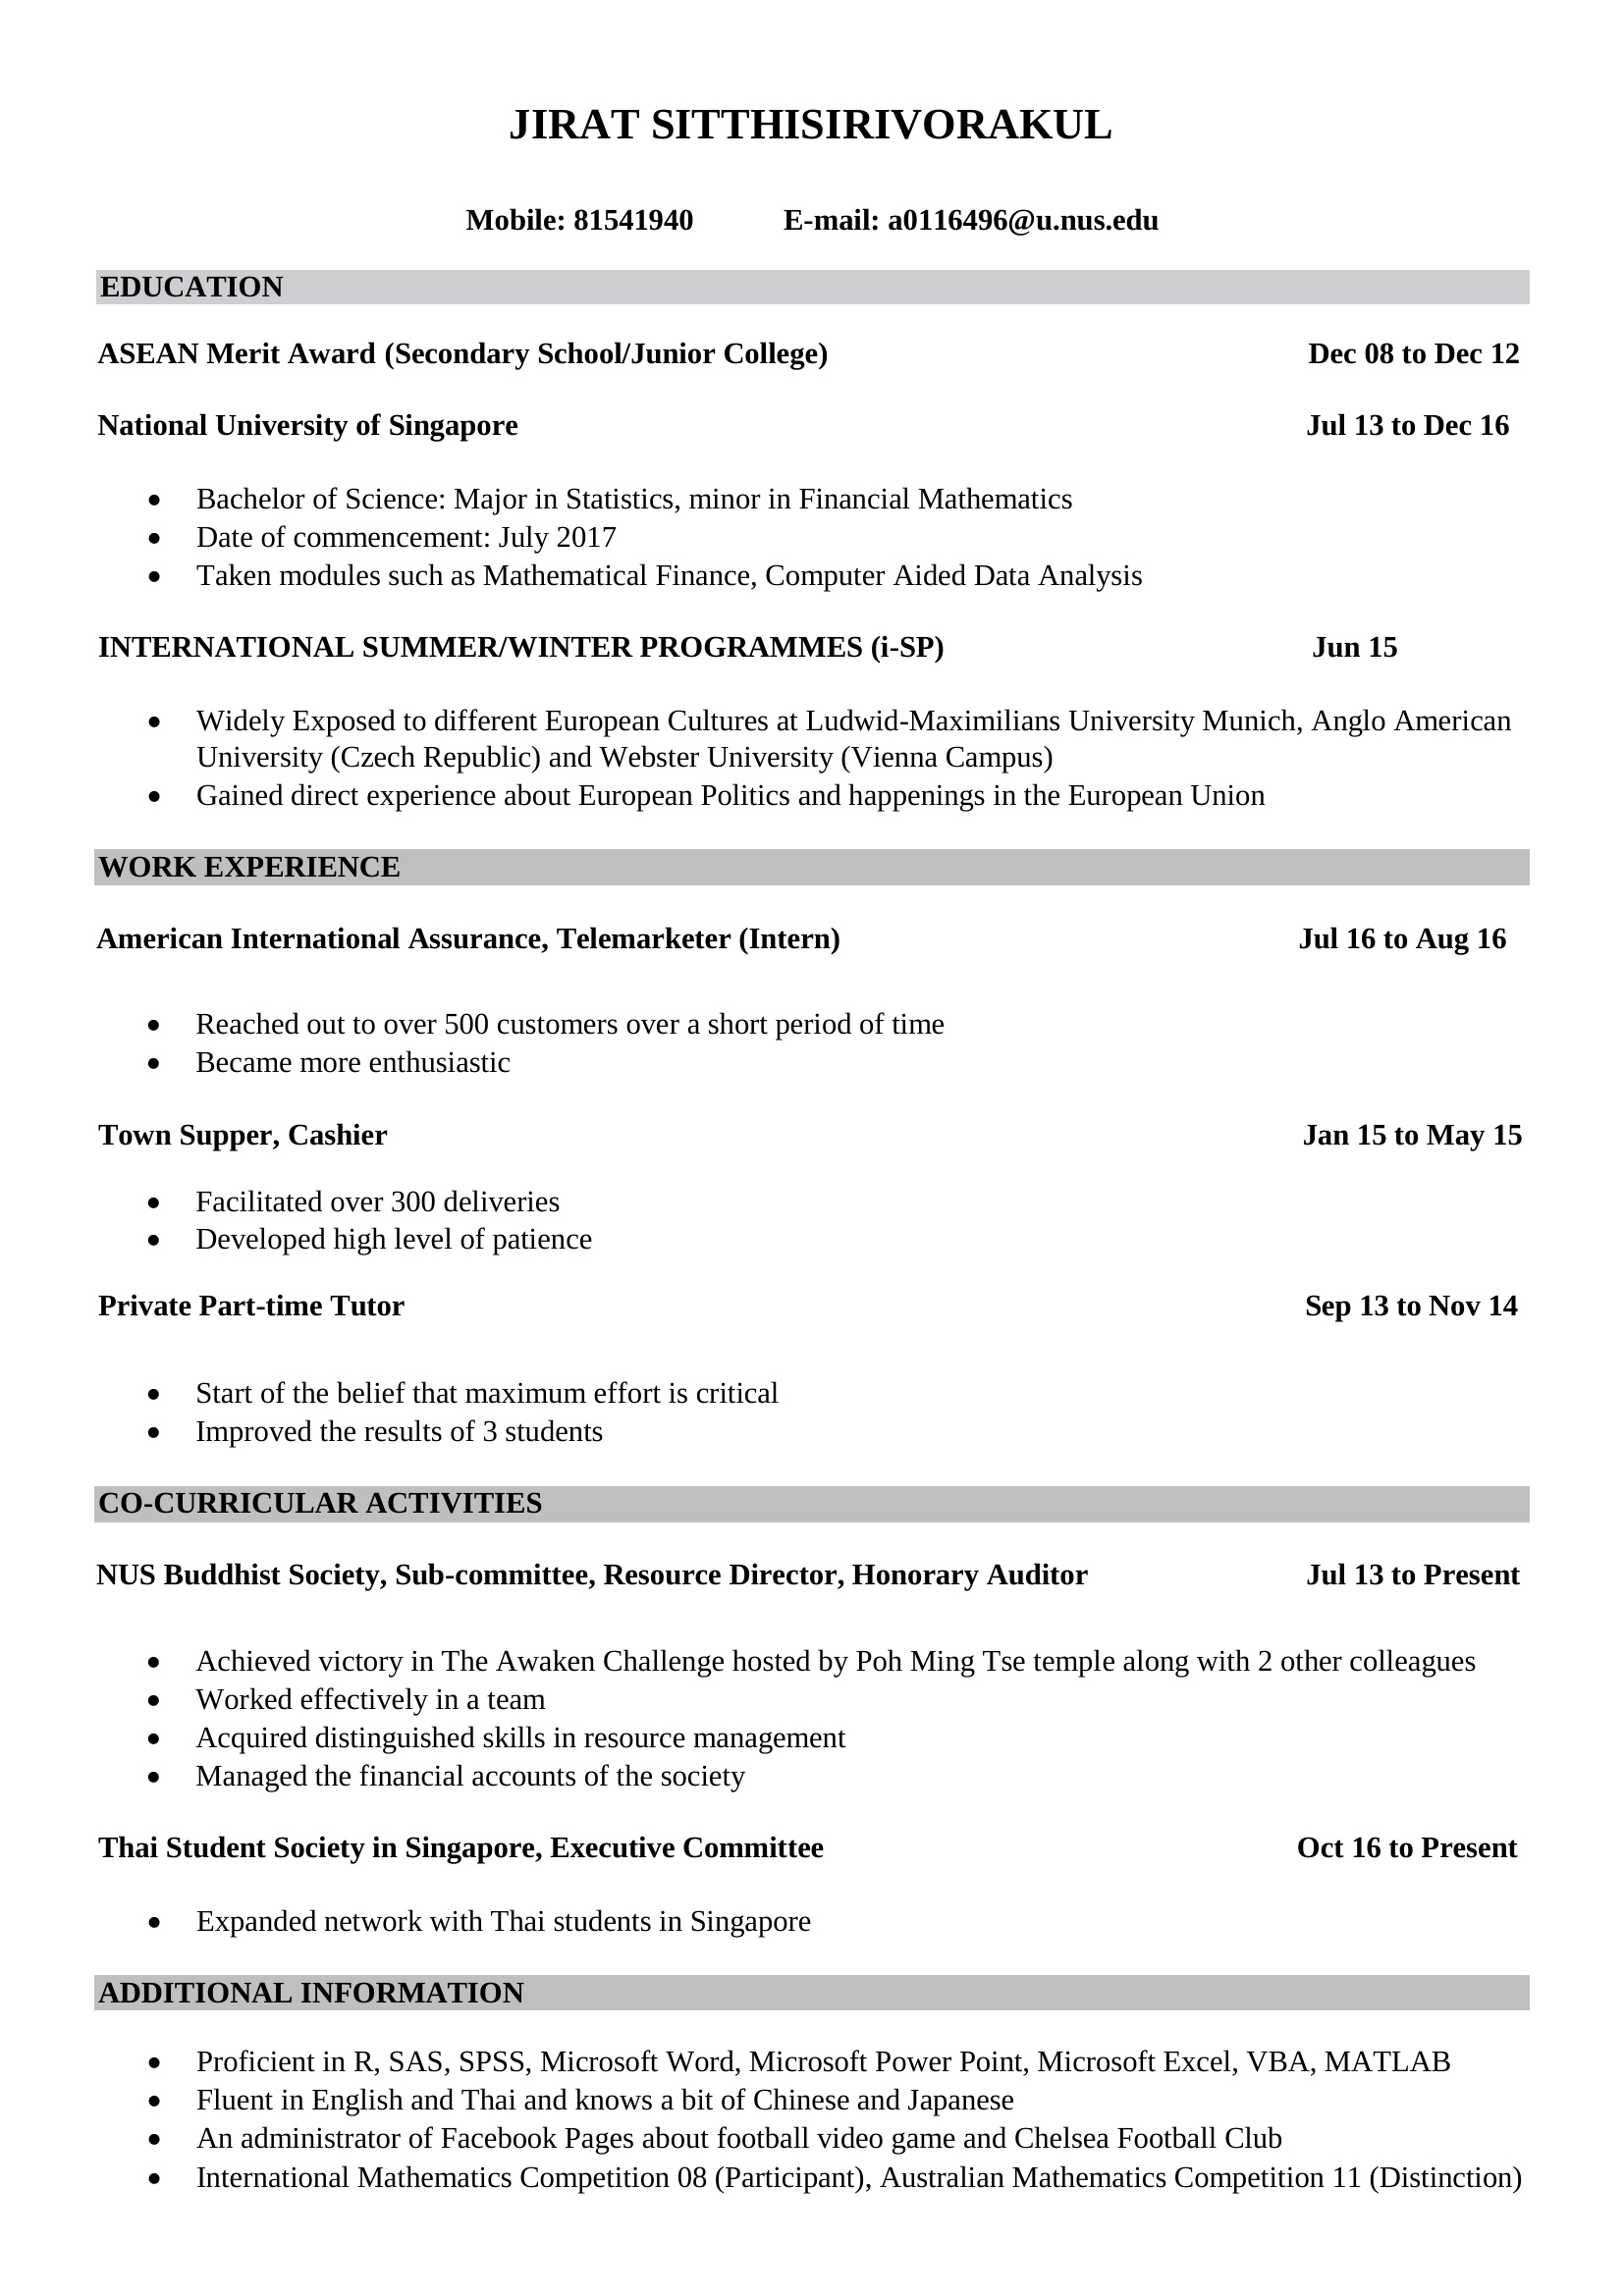 JIRAT SITTHISIRIVORAKUL
Mobile: 81541940 E-mail: a0116496@u.nus.edu
EDUCATION
ASEAN Merit Award (Secondary School/Junior College) Dec 08 to Dec 12
National University of Singapore Jul 13 to Dec 16
• Bachelor of Science: Major in Statistics, minor in Financial Mathematics
• Date of commencement: July 2017
• Taken modules such as Mathematical Finance, Computer Aided Data Analysis
INTERNATIONAL SUMMER/WINTER PROGRAMMES (i-SP) Jun 15
• Widely Exposed to different European Cultures at Ludwid-Maximilians University Munich, Anglo American
University (Czech Republic) and Webster University (Vienna Campus)
• Gained direct experience about European Politics and happenings in the European Union
WORK EXPERIENCE
American International Assurance, Telemarketer (Intern) Jul 16 to Aug 16
• Reached out to over 500 customers over a short period of time
• Became more enthusiastic
Town Supper, Cashier Jan 15 to May 15
• Facilitated over 300 deliveries
• Developed high level of patience
Private Part-time Tutor Sep 13 to Nov 14
• Start of the belief that maximum effort is critical
• Improved the results of 3 students
CO-CURRICULAR ACTIVITIES
NUS Buddhist Society, Sub-committee, Resource Director, Honorary Auditor Jul 13 to Present
• Achieved victory in The Awaken Challenge hosted by Poh Ming Tse temple along with 2 other colleagues
• Worked effectively in a team
• Acquired distinguished skills in resource management
• Managed the financial accounts of the society
Thai Student Society in Singapore, Executive Committee Oct 16 to Present
• Expanded network with Thai students in Singapore
ADDITIONAL INFORMATION
• Proficient in R, SAS, SPSS, Microsoft Word, Microsoft Power Point, Microsoft Excel, VBA, MATLAB
• Fluent in English and Thai and knows a bit of Chinese and Japanese
• An administrator of Facebook Pages about football video game and Chelsea Football Club
• International Mathematics Competition 08 (Participant), Australian Mathematics Competition 11 (Distinction)